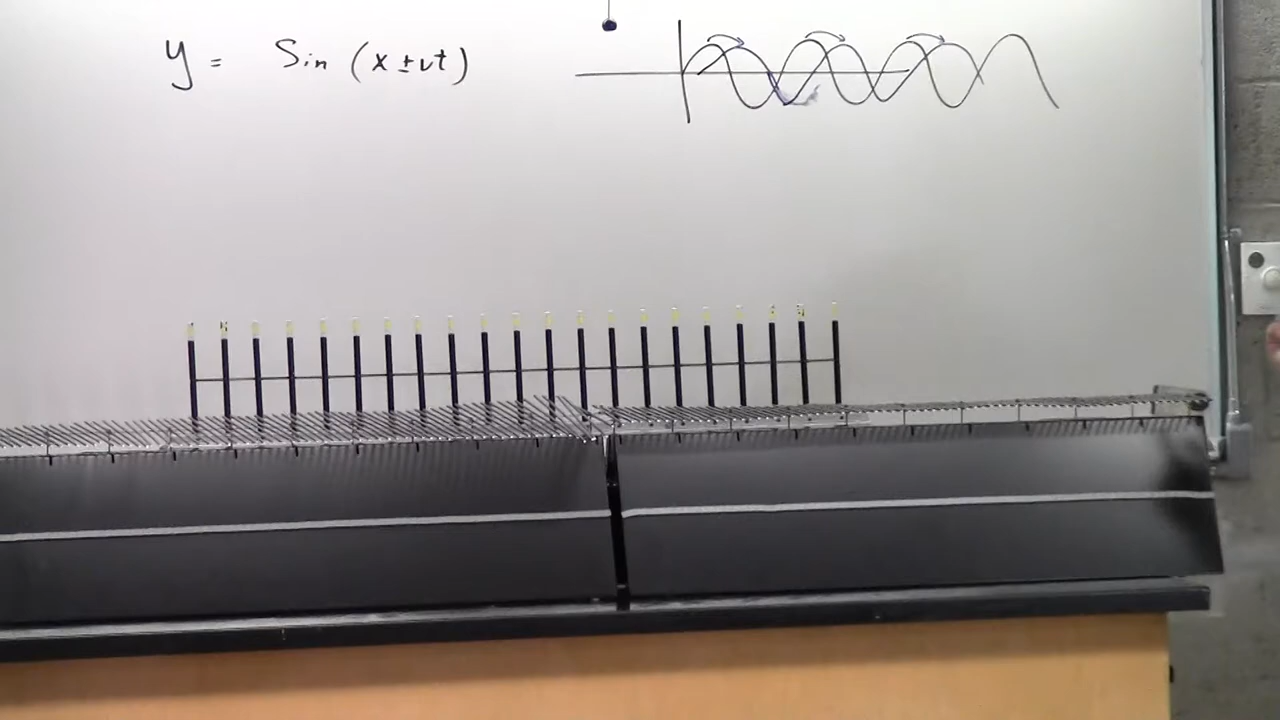 y = Sin (x ± vt)